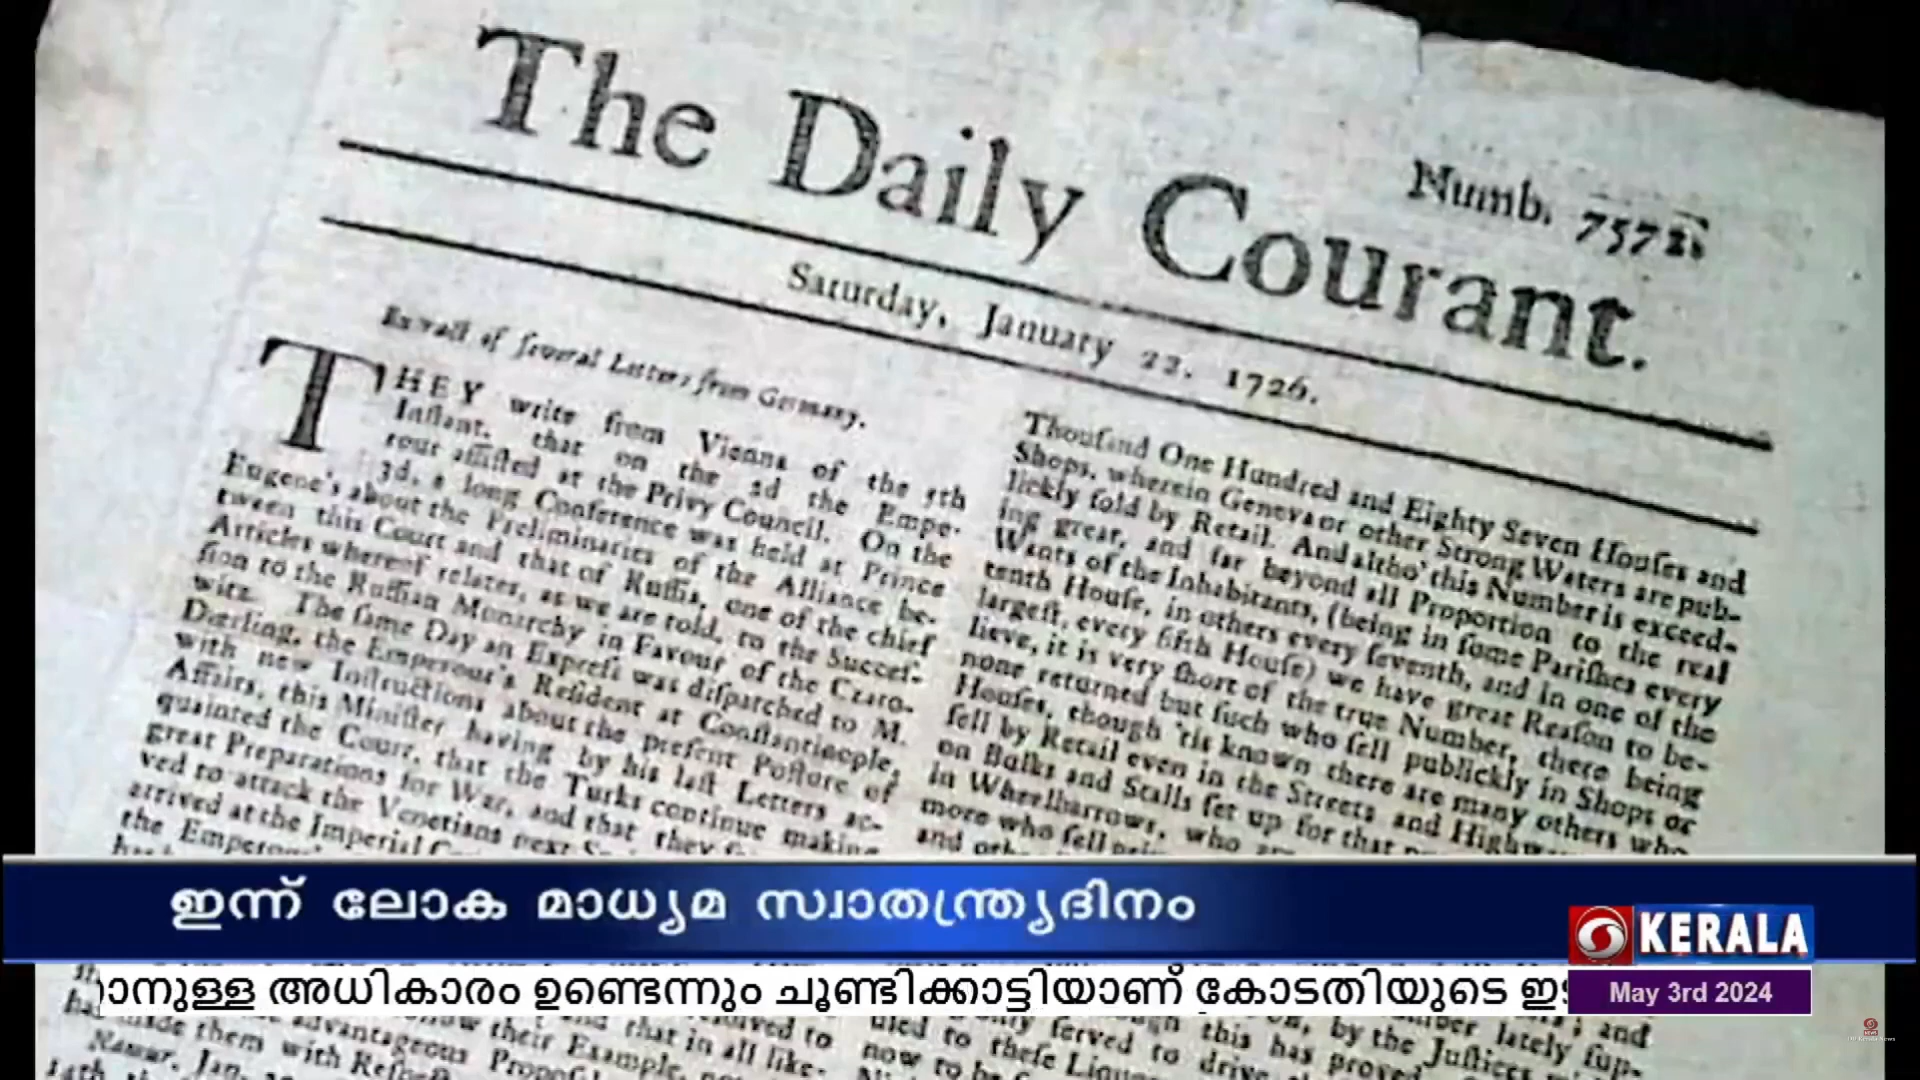 The Daily Courant.
Numb. 7572.
Saturday, January 22. 1726.
Extract of ſeveral Letters from Germany.
THEY write from Vienna of the 5th
Inſtant, that on the 2d the Empe-
rour aſſiſted at the Privy Council. On the
3d, a long Conference was held at Prince
Eugene's, about the Preliminaries of the Alliance be-
tween this Court and that of Ruſſia, one of the chief
Articles whereof relates, as we are told, to the Succeſ-
ſion to the Ruſſian Monarchy in Favour of the Czaro-
witz. The ſame Day an Expreſs was diſpatched to M.
Dierling, the Emperour's Reſident at Conſtantinople,
with new Inſtructions about the preſent Poſture of
Affairs, this Miniſter having by his laſt Letters ac-
quainted the Court, that the Turks continue making
great Preparations for War, and that they
ved to attack the Venetians next
arrived at the Imperial
the
Thouſand One Hundred and Eighty Seven Houſes and
Shops, wherein Geneva or other Strong Waters are pub-
lickly ſold by Retail. And altho' this Number is exceed-
ing great, and far beyond all Proportion to the real
Wants of the Inhabitants, (being in ſome Pariſhes every
tenth Houſe, in others every ſeventh, and in one of the
largeſt, every fifth Houſe) we have great Reaſon to be-
lieve, it is very ſhort of the true Number, there being
none returned but ſuch who ſell publickly in Shops or
Houſes, though 'tis known there are many others who
ſell by Retail even in the Streets and
on Bulks and Stalls ſet up for that
in Wheelbarrows, who
more who ſell
and
ഇന്ന് ലോക മാധ്യമ സ്വാതന്ത്ര്യദിനം
KERALA
ാനുള്ള അധികാരം ഉണ്ടെന്നും ചൂണ്ടിക്കാട്ടിയാണ് കോടതിയുടെ
May 3rd 2024
made them with
advantageous
their Example,
that in all like-
Namur, Jan.
now to
to theſe
ſerved to
this has
by the Juſtices
lately ſup-
and